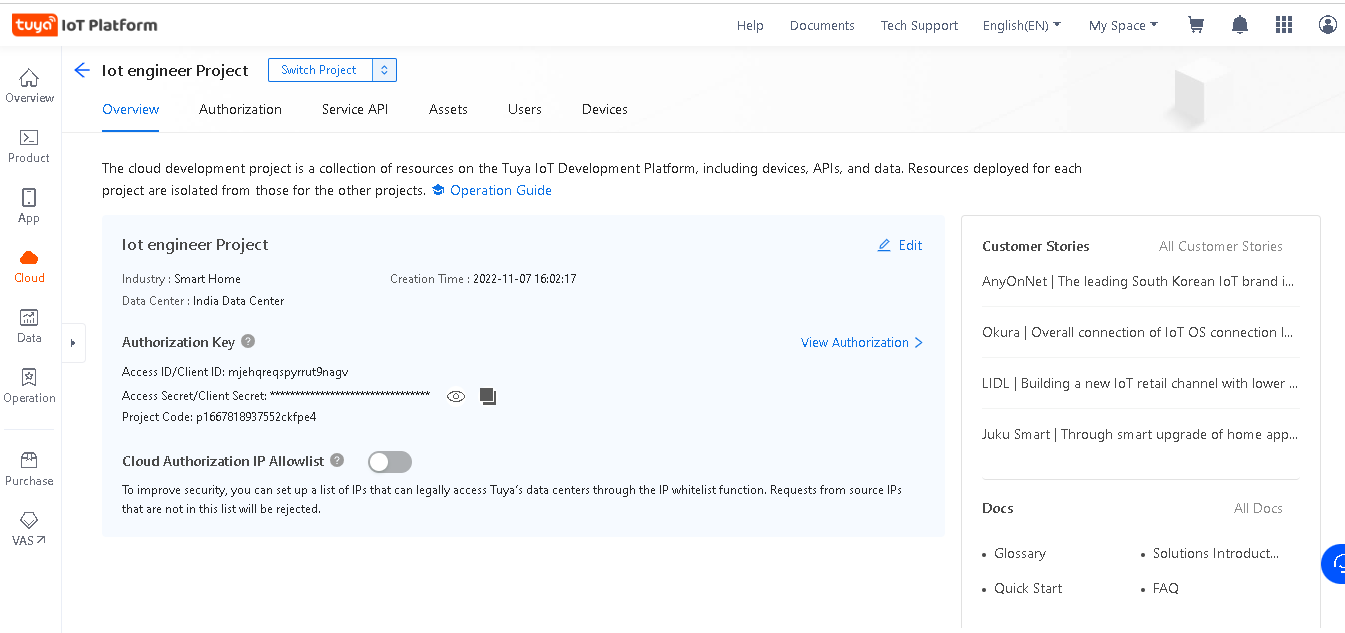 tuya IoT Platform
Help Documents Tech Support English(EN) My Space
Iot engineer Project Switch Project
Overview Authorization Service API Assets Users Devices
Overview
Product
App
Cloud
Data
Operation
Purchase
VAS
The cloud development project is a collection of resources on the Tuya IoT Development Platform, including devices, APIs, and data. Resources deployed for each
project are isolated from those for the other projects. Operation Guide
Iot engineer Project Edit
Industry : Smart Home Creation Time : 2022-11-07 16:02:17
Data Center : India Data Center
Authorization Key ? View Authorization
Access ID/Client ID: mjehqreqspyrrut9nagv
Access Secret/Client Secret: ********************************
Project Code: p1667818937552ckfpe4
Cloud Authorization IP Allowlist ?
To improve security, you can set up a list of IPs that can legally access Tuya's data centers through the IP whitelist function. Requests from source IPs
that are not in this list will be rejected.
Customer Stories All Customer Stories
AnyOnNet | The leading South Korean IoT brand i...
Okura | Overall connection of IoT OS connection l...
LIDL | Building a new IoT retail channel with lower ...
Juku Smart | Through smart upgrade of home app...
Docs All Docs
• Glossary • Solutions Introduct...
• Quick Start • FAQ